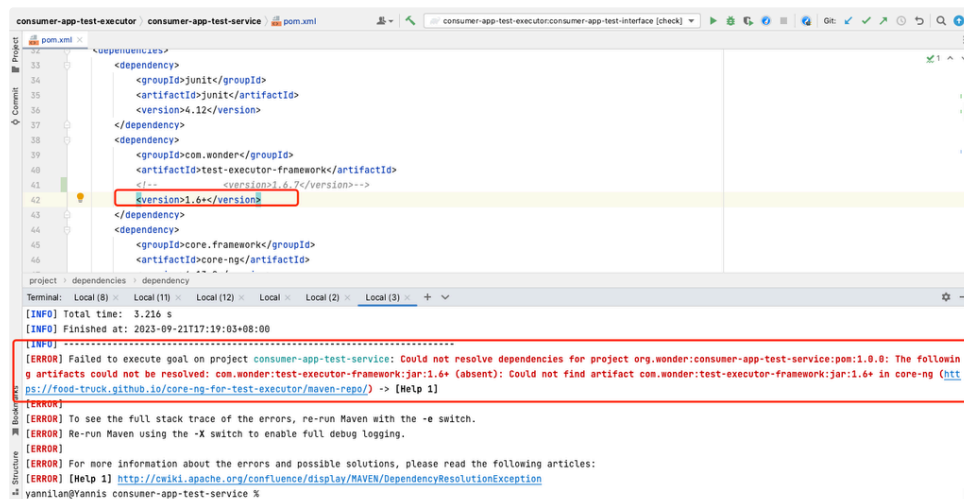 consumer-app-test-executor › consumer-app-test-service › pom.xml
consumer-app-test-executor:consumer-app-test-interface [check]
Git:
Project
pom.xml
32 <dependencies>
33 <dependency>
34 <groupId>junit</groupId>
35 <artifactId>junit</artifactId>
36 <version>4.12</version>
37 </dependency>
38 <dependency>
39 <groupId>com.wonder</groupId>
40 <artifactId>test-executor-framework</artifactId>
41 <!-- <version>1.6.7</version>-->
42 <version>1.6+</version>
43 </dependency>
44 <dependency>
45 <groupId>core.framework</groupId>
46 <artifactId>core-ng</artifactId>
1
Commit
project › dependencies › dependency
Terminal: Local (8) × Local (11) × Local (12) × Local × Local (2) × Local (3) × +
[INFO] Total time: 3.216 s
[INFO] Finished at: 2023-09-21T17:19:03+08:00
[INFO] ------------------------------------------------------------------------
[ERROR] Failed to execute goal on project consumer-app-test-service: Could not resolve dependencies for project org.wonder:consumer-app-test-service:pom:1.0.0: The followin
g artifacts could not be resolved: com.wonder:test-executor-framework:jar:1.6+ (absent): Could not find artifact com.wonder:test-executor-framework:jar:1.6+ in core-ng (htt
ps://food-truck.github.io/core-ng-for-test-executor/maven-repo/) -> [Help 1]
[ERROR]
[ERROR] To see the full stack trace of the errors, re-run Maven with the -e switch.
[ERROR] Re-run Maven using the -X switch to enable full debug logging.
[ERROR]
[ERROR] For more information about the errors and possible solutions, please read the following articles:
[ERROR] [Help 1] http://cwiki.apache.org/confluence/display/MAVEN/DependencyResolutionException
yannilan@Yannis consumer-app-test-service %
Bookmarks
Structure